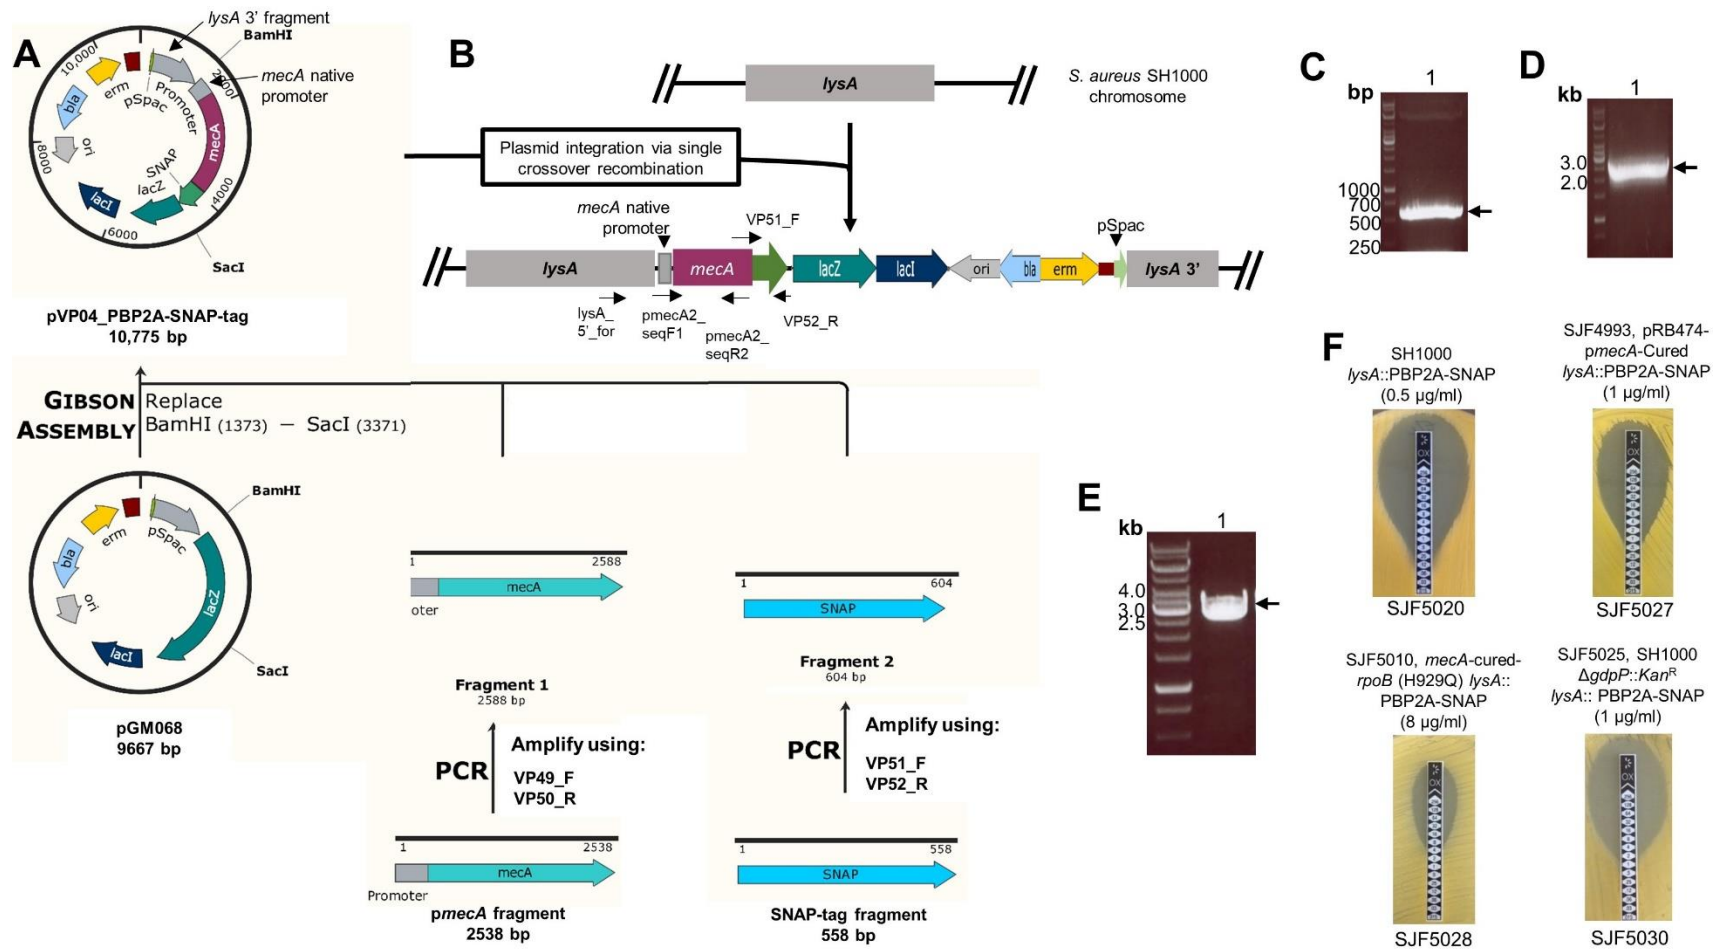 A
lysA 3’ fragment
BamHI
mecA native
promoter
10,000
2000
4000
6000
8000
erm
pSpac
Promoter
mecA
SNAP
lacZ
lacI
ori
bla
SacI
pVP04_PBP2A-SNAP-tag
10,775 bp
GIBSON
ASSEMBLY
Replace
BamHI (1373) – SacI (3371)
BamHI
erm
pSpac
bla
ori
lacZ
lacI
SacI
pGM068
9667 bp
1
2588
mecA
oter
Fragment 1
2588 bp
PCR
Amplify using:
VP49_F
VP50_R
1
2538
mecA
Promoter
pmecA fragment
2538 bp
1
604
SNAP
Fragment 2
604 bp
PCR
Amplify using:
VP51_F
VP52_R
1
558
SNAP
SNAP-tag fragment
558 bp
B
lysA
S. aureus SH1000
chromosome
Plasmid integration via single
crossover recombination
mecA native
promoter
VP51_F
pSpac
lysA
mecA
lacZ
lacI
ori
bla
erm
lysA 3’
lysA_
5’_for
pmecA2_
seqF1
pmecA2_
seqR2
VP52_R
C
1
bp
1000
700
500
250
D
1
kb
3.0
2.0
E
1
kb
4.0
3.0
2.5
F
SH1000
lysA::PBP2A-SNAP
(0.5 µg/ml)
OX
SJF5020
SJF4993, pRB474-
pmecA-Cured
lysA::PBP2A-SNAP
(1 µg/ml)
OX
SJF5027
SJF5010, mecA-cured-
rpoB (H929Q) lysA::
PBP2A-SNAP
(8 µg/ml)
OX
SJF5028
SJF5025, SH1000
ΔgdpP::KanR
lysA:: PBP2A-SNAP
(1 µg/ml)
OX
SJF5030